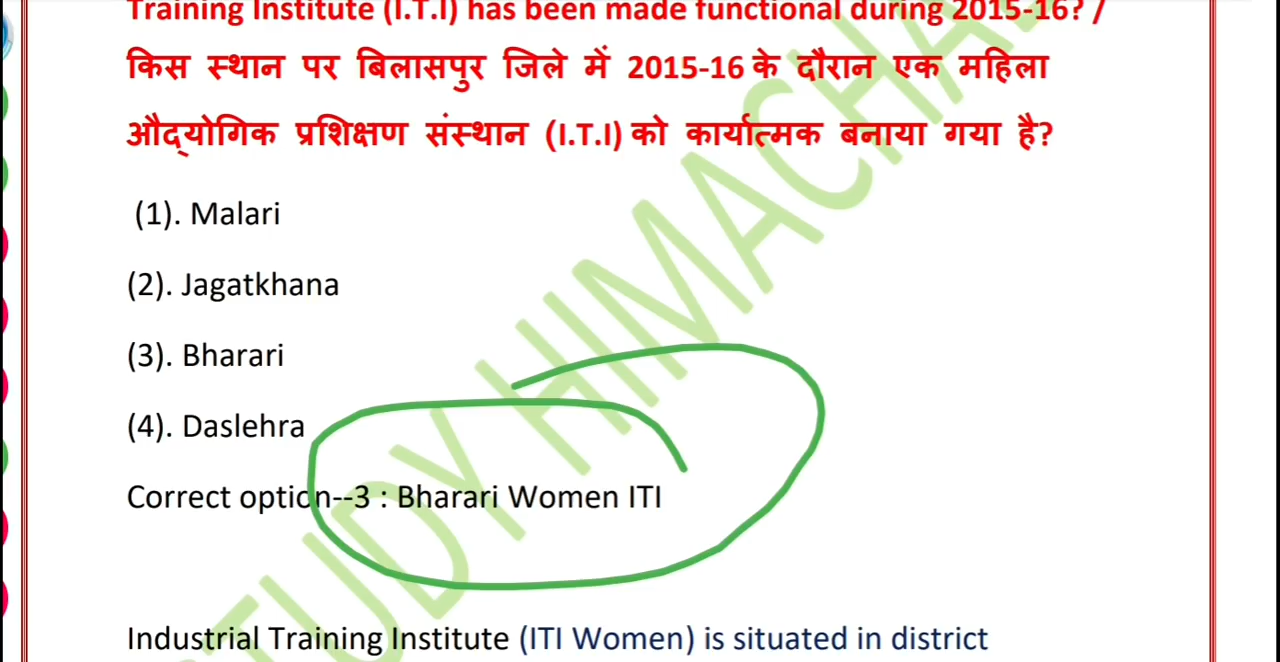 Training Institute (I.T.I) has been made functional during 2015-16? /
किस स्थान पर बिलासपुर जिले में 2015-16 के दौरान एक महिला
औद्योगिक प्रशिक्षण संस्थान (I.T.I) को कार्यात्मक बनाया गया है?
(1). Malari
(2). Jagatkhana
(3). Bharari
(4). Daslehra
Correct option--3 : Bharari Women ITI
Industrial Training Institute (ITI Women) is situated in district
STUDY HIMACHAL